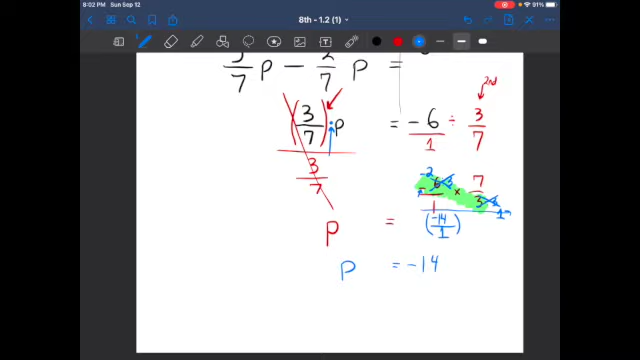 8:02 PM Sun Sep 12
91%
8th - 1.2 (1)
7 p − 2/7 p =
2nd
(3/7) · p = −6/1 ÷ 3/7
3/7
−2
6 × 7/3
1 1
p = (−14/1)
p = −14